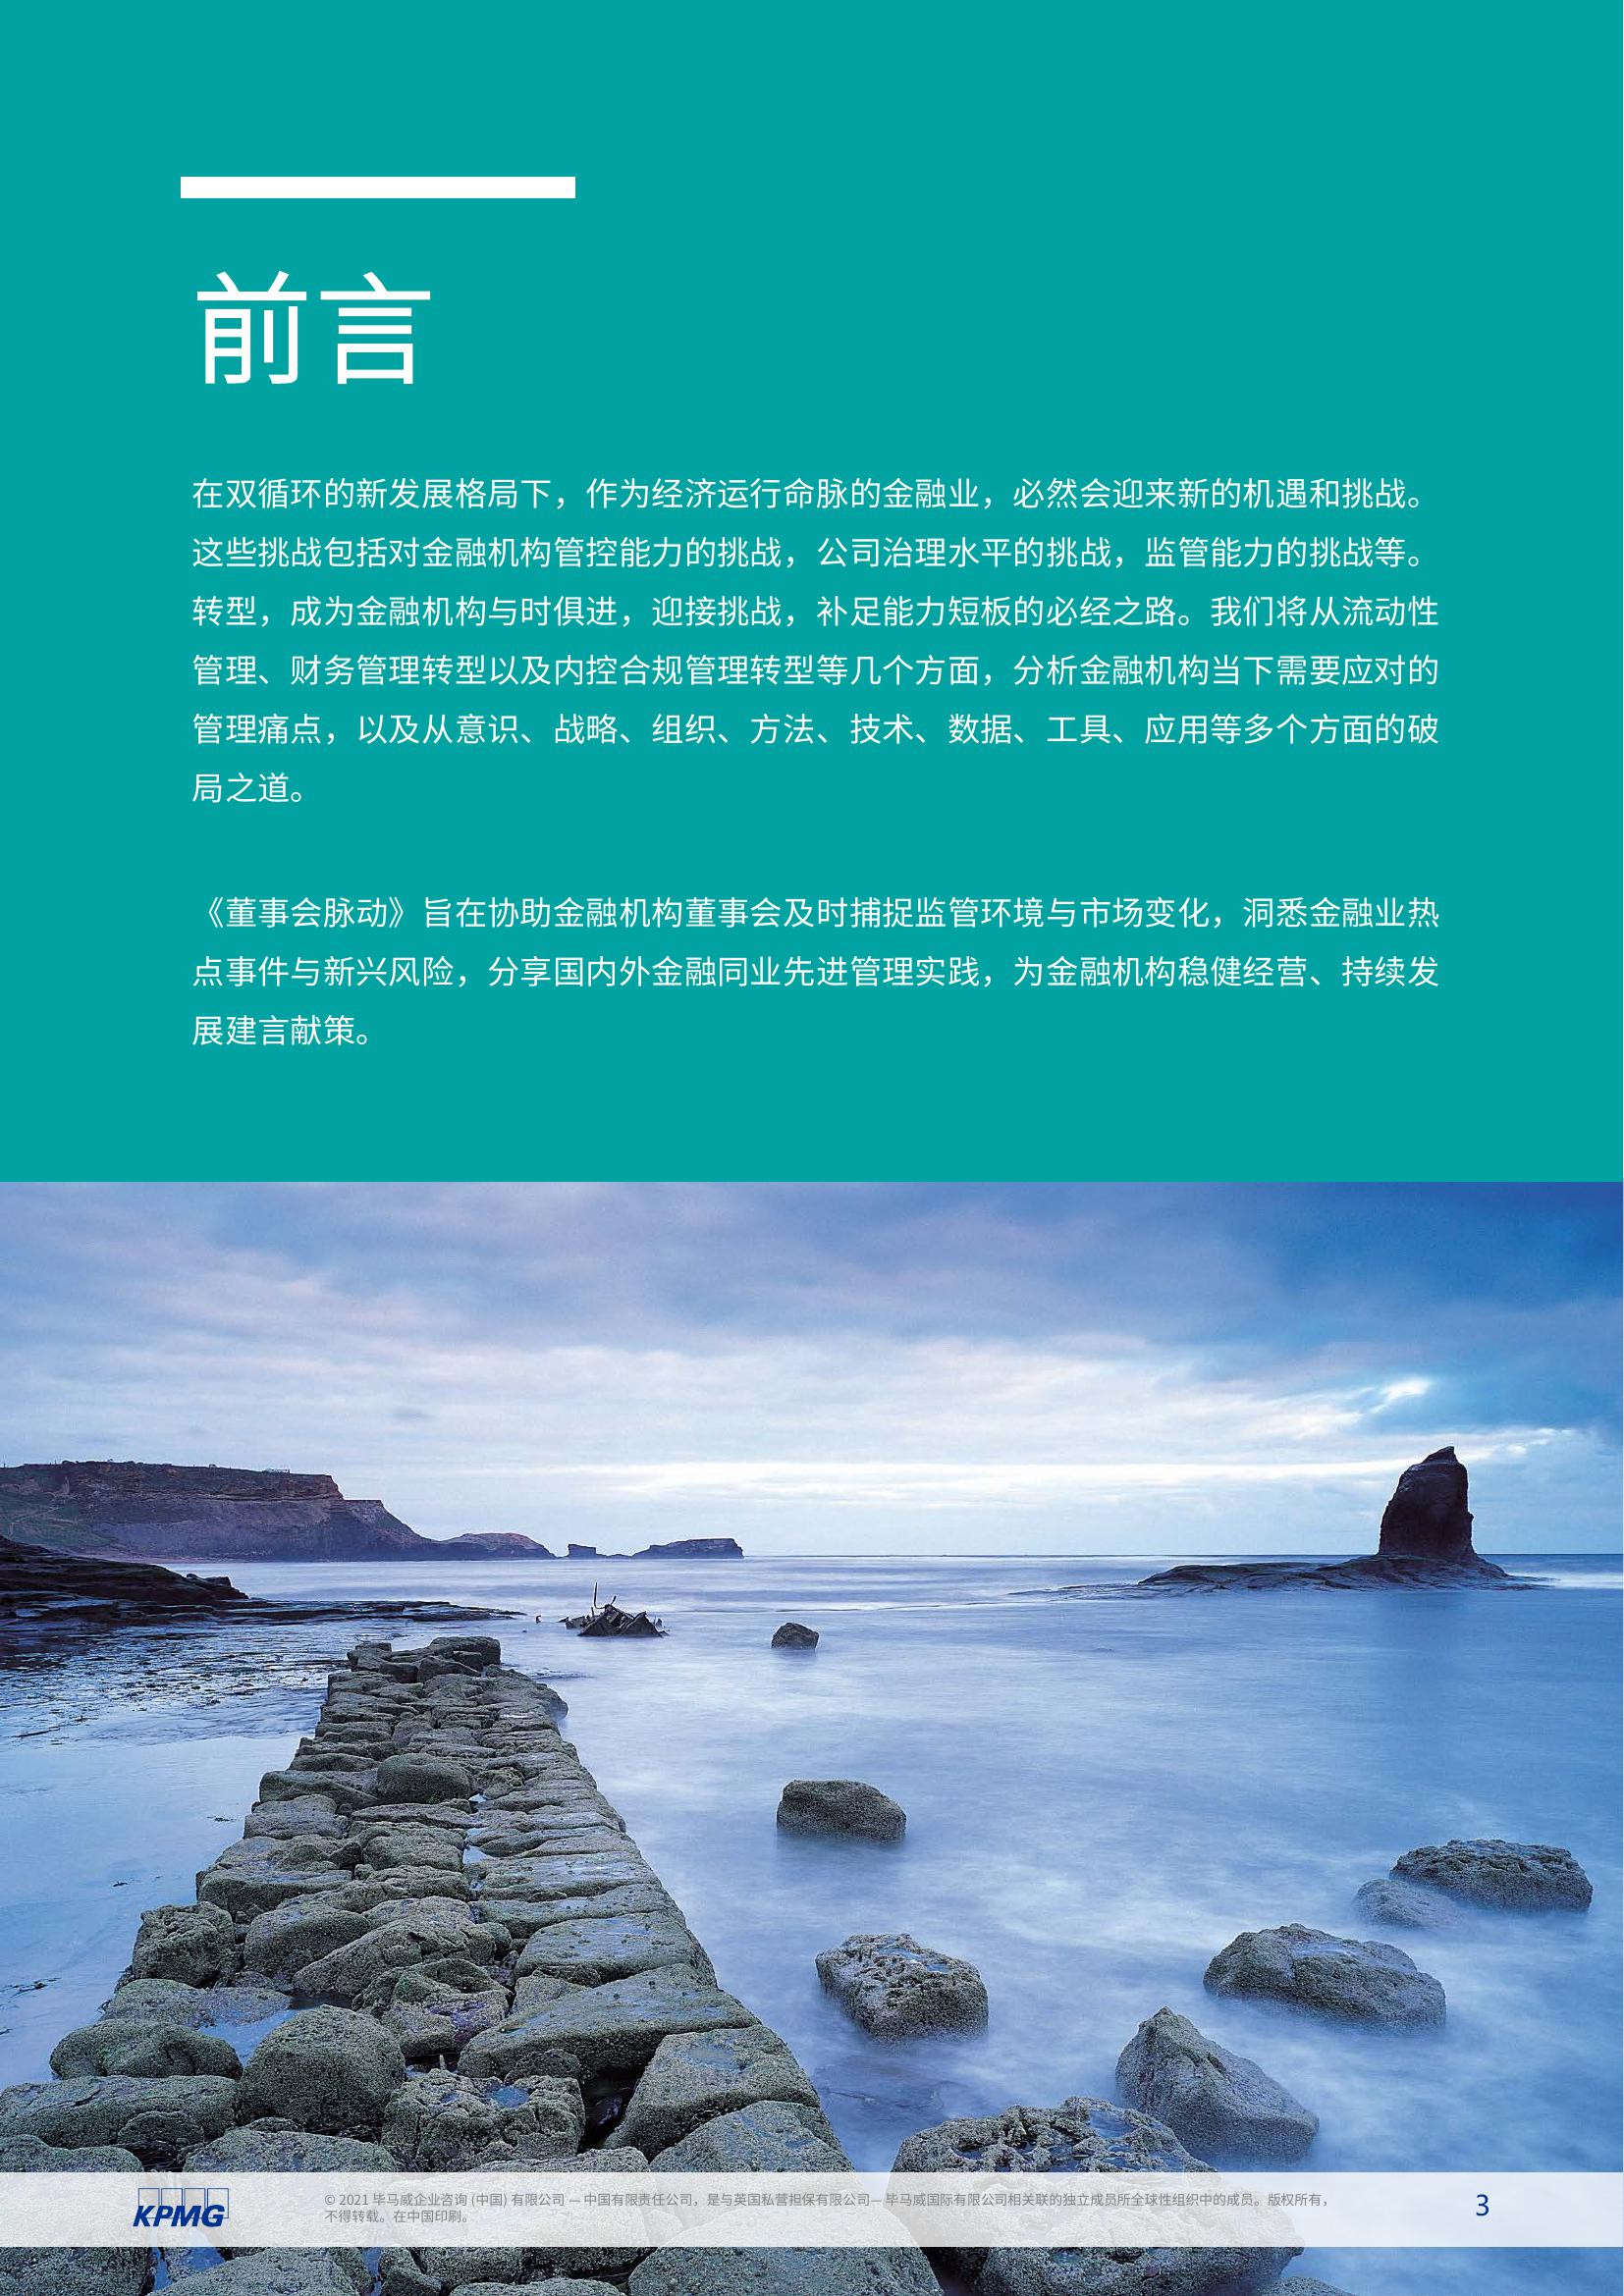 前言
在双循环的新发展格局下，作为经济运行命脉的金融业，必然会迎来新的机遇和挑战。
这些挑战包括对金融机构管控能力的挑战，公司治理水平的挑战，监管能力的挑战等。
转型，成为金融机构与时俱进，迎接挑战，补足能力短板的必经之路。我们将从流动性
管理、财务管理转型以及内控合规管理转型等几个方面，分析金融机构当下需要应对的
管理痛点，以及从意识、战略、组织、方法、技术、数据、工具、应用等多个方面的破
局之道。
《董事会脉动》旨在协助金融机构董事会及时捕捉监管环境与市场变化，洞悉金融业热
点事件与新兴风险，分享国内外金融同业先进管理实践，为金融机构稳健经营、持续发
展建言献策。
KPMG
© 2021 毕马威企业咨询 (中国) 有限公司 — 中国有限责任公司，是与英国私营担保有限公司— 毕马威国际有限公司相关联的独立成员所全球性组织中的成员。版权所有，
不得转载。在中国印刷。
3